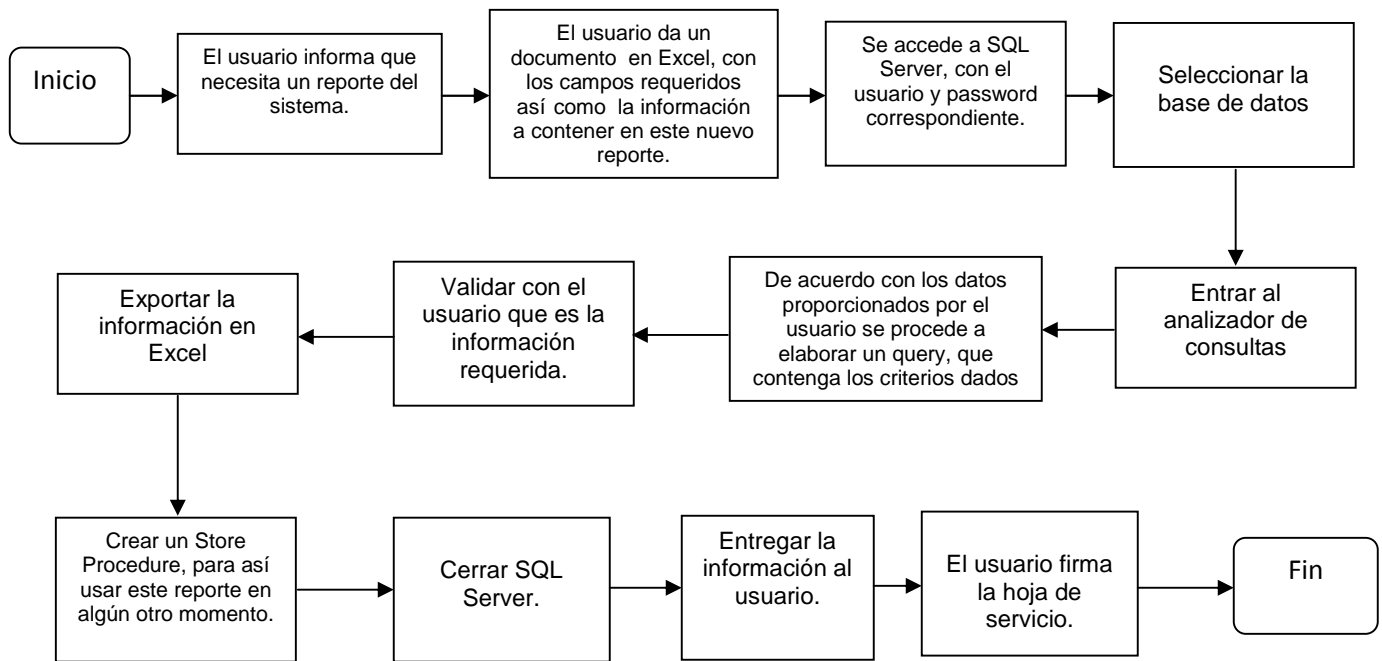 Inicio
El usuario informa que
necesita un reporte del
sistema.
El usuario da un
documento en Excel, con
los campos requeridos
así como la información
a contener en este nuevo
reporte.
Se accede a SQL
Server, con el
usuario y password
correspondiente.
Seleccionar la
base de datos
Entrar al
analizador de
consultas
De acuerdo con los datos
proporcionados por el
usuario se procede a
elaborar un query, que
contenga los criterios dados
Validar con el
usuario que es la
información
requerida.
Exportar la
información en
Excel
Crear un Store
Procedure, para así
usar este reporte en
algún otro momento.
Cerrar SQL
Server.
Entregar la
información al
usuario.
El usuario firma
la hoja de
servicio.
Fin